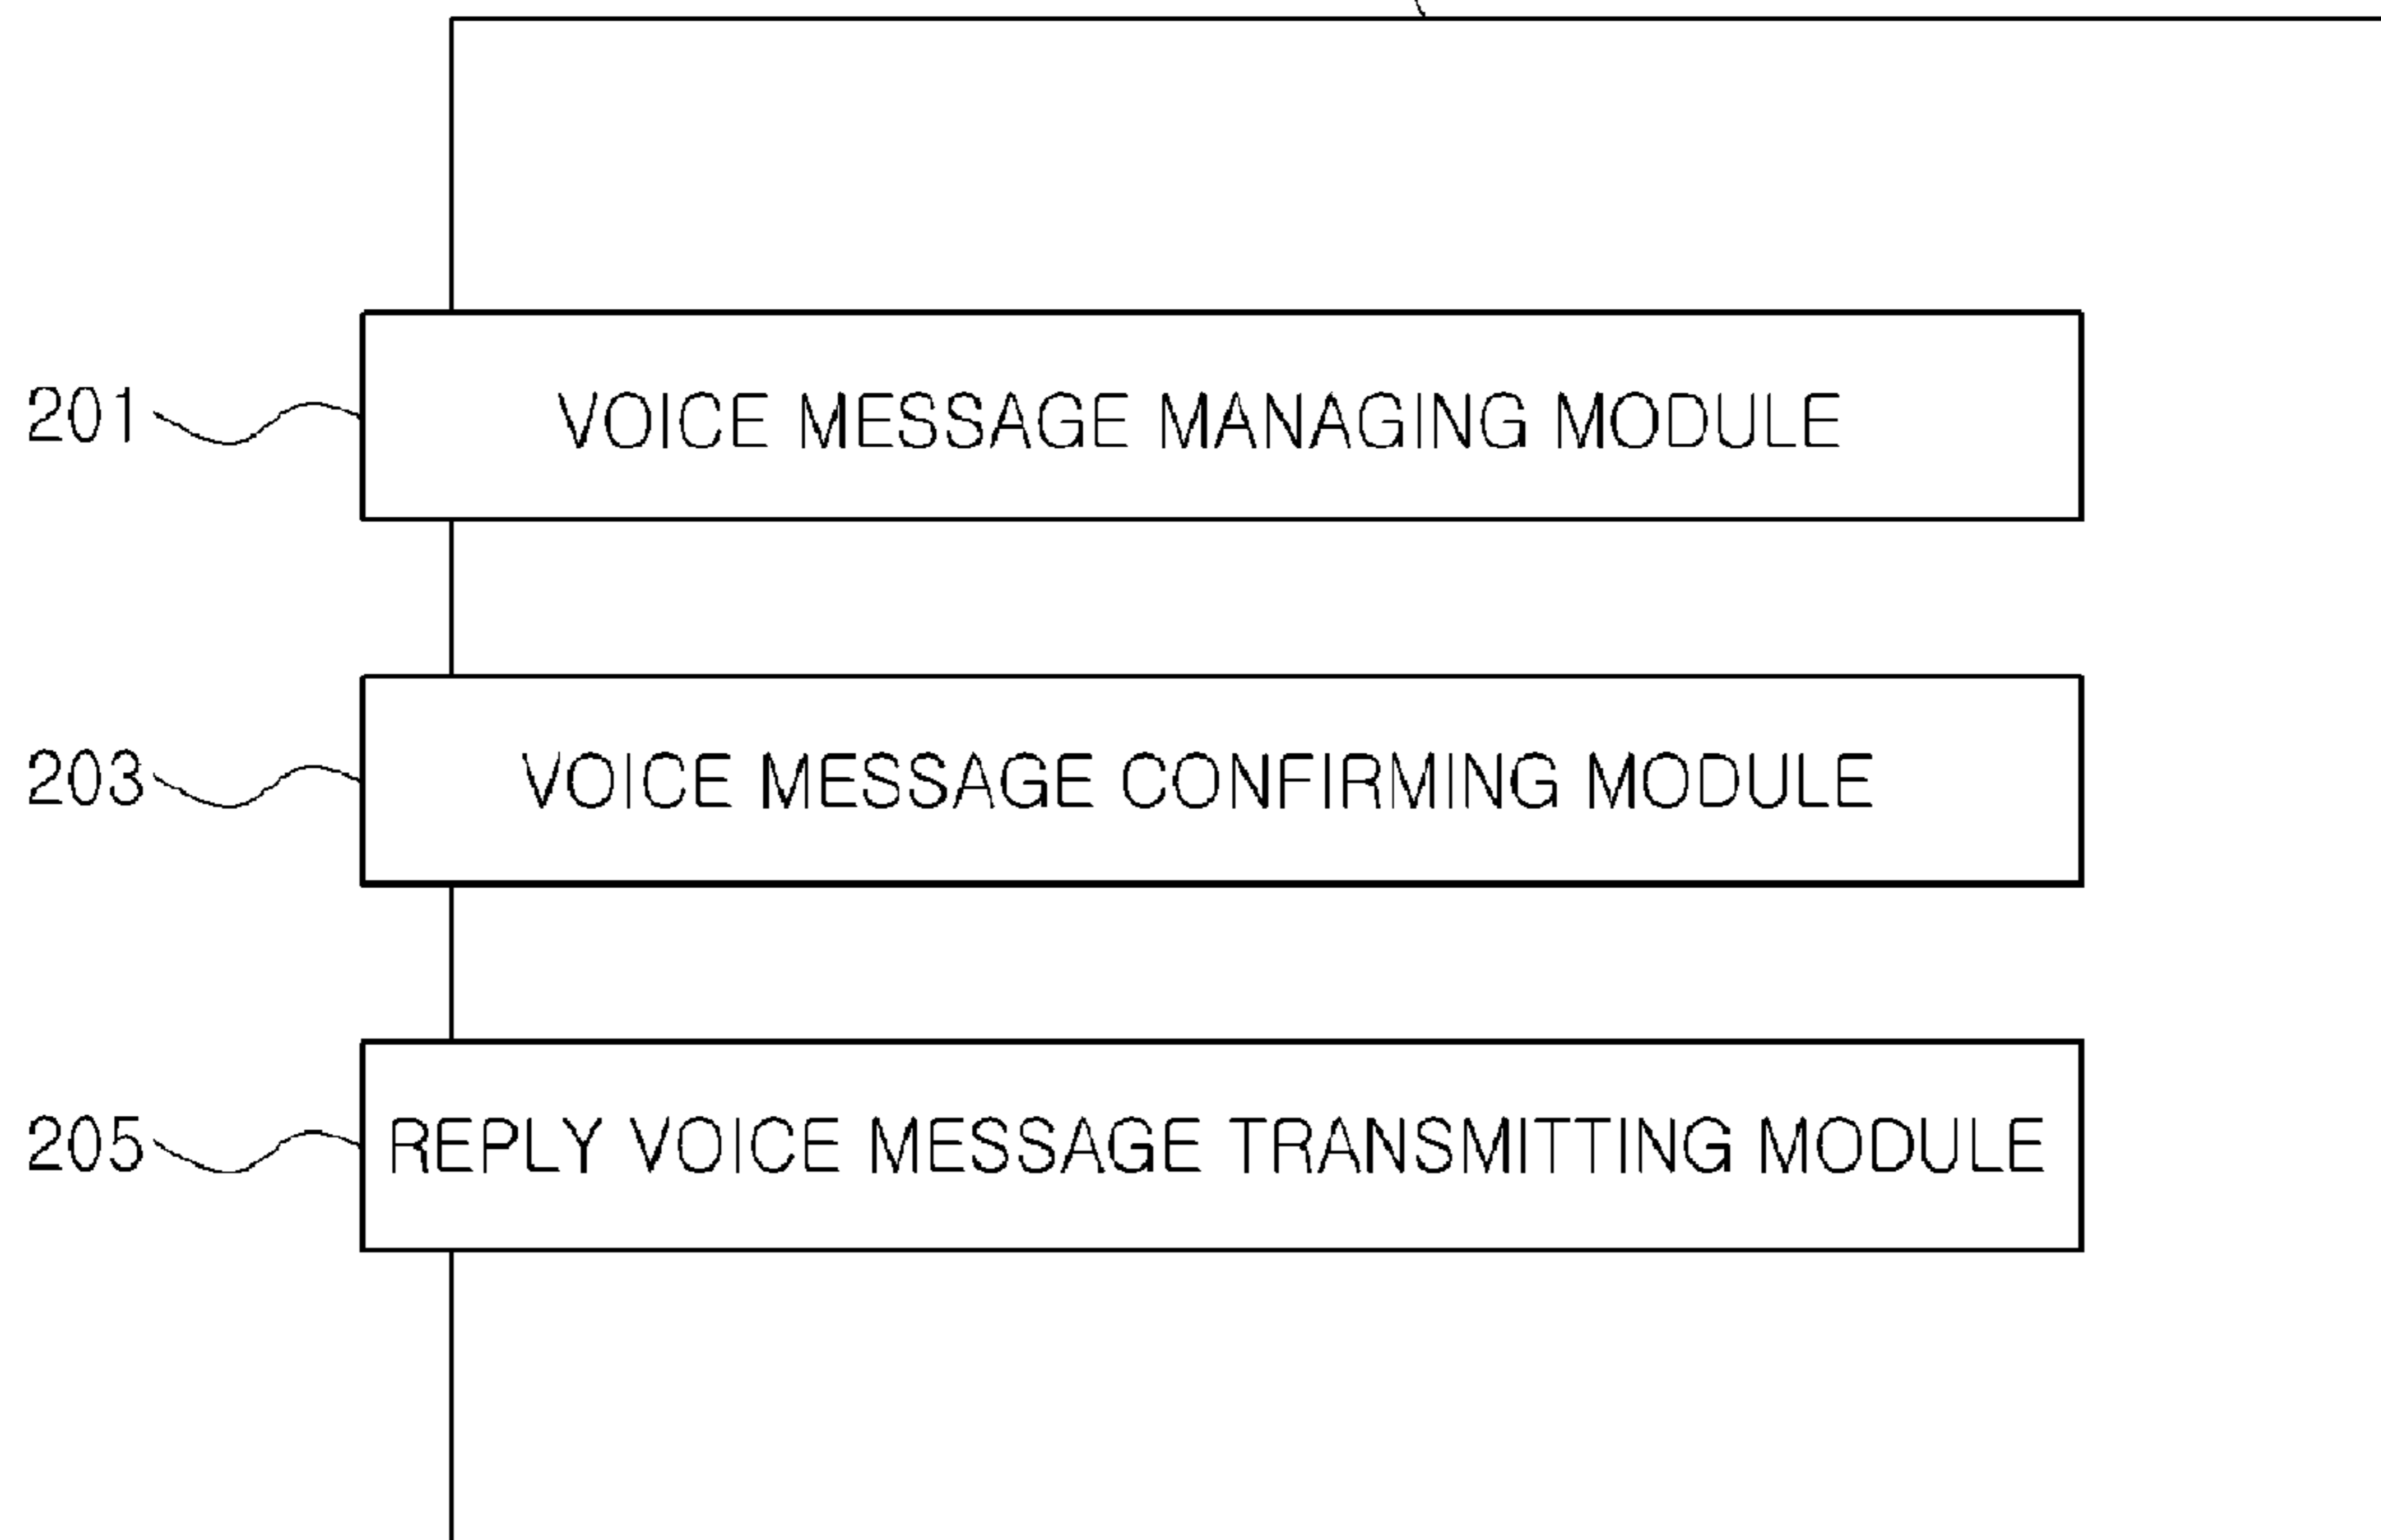 201 VOICE MESSAGE MANAGING MODULE
203 VOICE MESSAGE CONFIRMING MODULE
205 REPLY VOICE MESSAGE TRANSMITTING MODULE